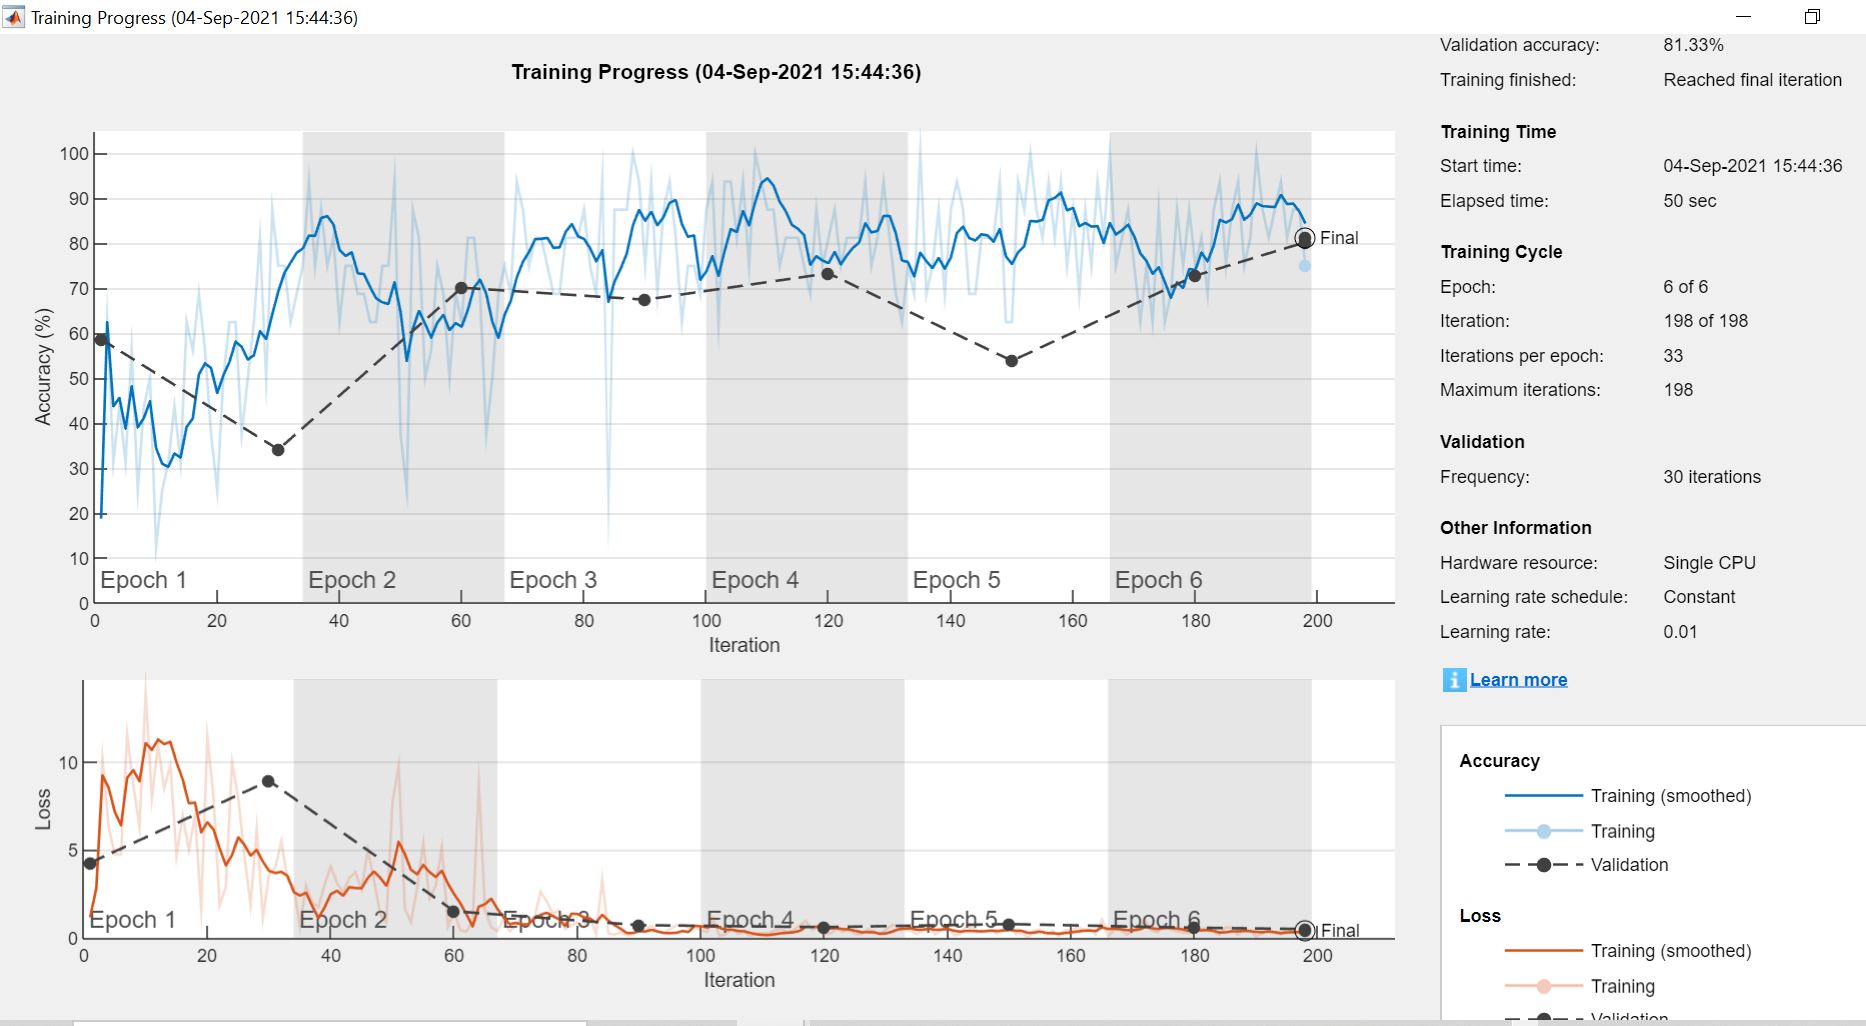 Training Progress (04-Sep-2021 15:44:36)
Training Progress (04-Sep-2021 15:44:36)
Accuracy (%)
100
90
80
70
60
50
40
30
20
10
0
Final
Epoch 1
Epoch 2
Epoch 3
Epoch 4
Epoch 5
Epoch 6
0 20 40 60 80 100 120 140 160 180 200
Iteration
Loss
10
5
0
Epoch 1
Epoch 2
Epoch 3
Epoch 4
Epoch 5
Epoch 6
Final
0 20 40 60 80 100 120 140 160 180 200
Iteration
Validation accuracy: 81.33%
Training finished: Reached final iteration
Training Time
Start time: 04-Sep-2021 15:44:36
Elapsed time: 50 sec
Training Cycle
Epoch: 6 of 6
Iteration: 198 of 198
Iterations per epoch: 33
Maximum iterations: 198
Validation
Frequency: 30 iterations
Other Information
Hardware resource: Single CPU
Learning rate schedule: Constant
Learning rate: 0.01
i Learn more
Accuracy
Training (smoothed)
Training
Validation
Loss
Training (smoothed)
Training
Validation